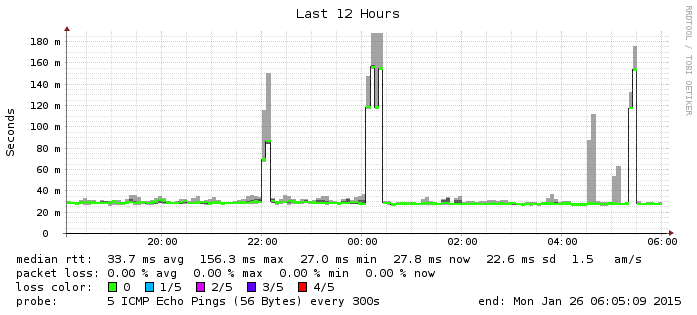 Last 12 Hours
RRDTOOL / TOBI OETIKER
Seconds
180 m
160 m
140 m
120 m
100 m
80 m
60 m
40 m
20 m
0
20:00 22:00 00:00 02:00 04:00 06:00
median rtt: 33.7 ms avg 156.3 ms max 27.0 ms min 27.8 ms now 22.6 ms sd 1.5 am/s
packet loss: 0.00 % avg 0.00 % max 0.00 % min 0.00 % now
loss color: 0 1/5 2/5 3/5 4/5
probe: 5 ICMP Echo Pings (56 Bytes) every 300s end: Mon Jan 26 06:05:09 2015